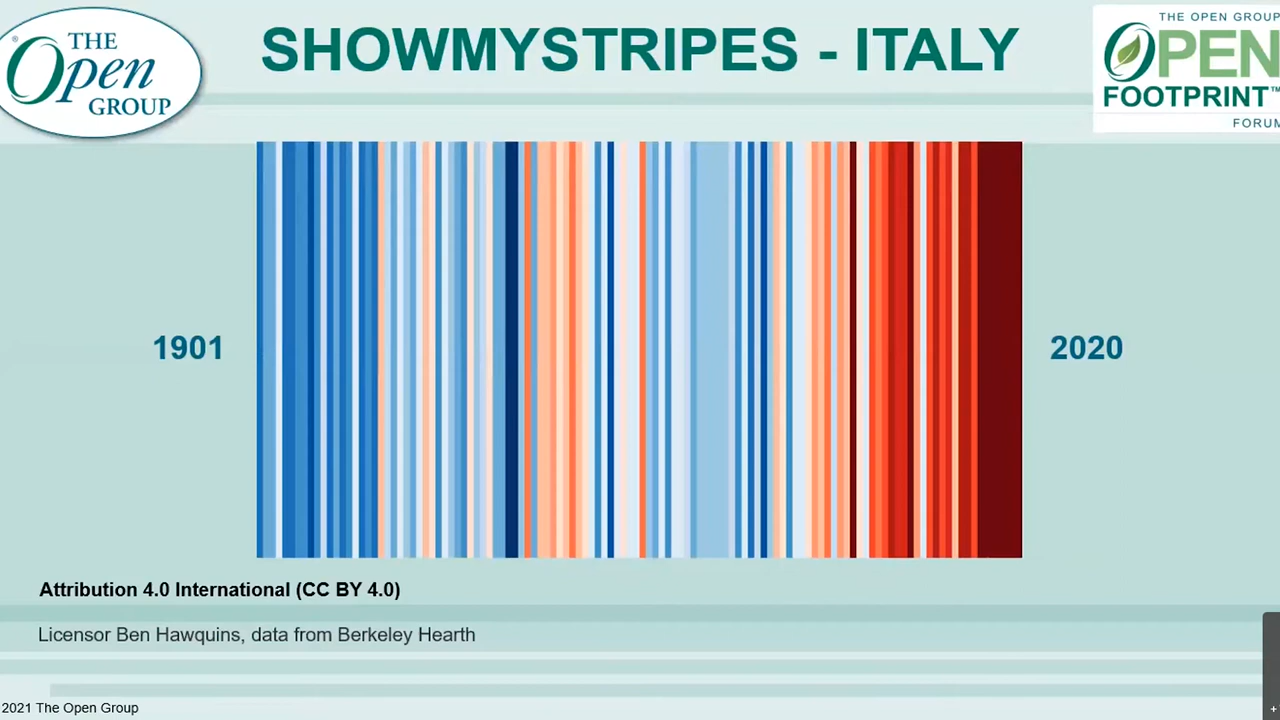 ®
THE
Open
GROUP
SHOWMYSTRIPES - ITALY
THE OPEN GROUP
OPEN
FOOTPRINT™
FORUM
1901
2020
Attribution 4.0 International (CC BY 4.0)
Licensor Ben Hawquins, data from Berkeley Hearth
2021 The Open Group
+